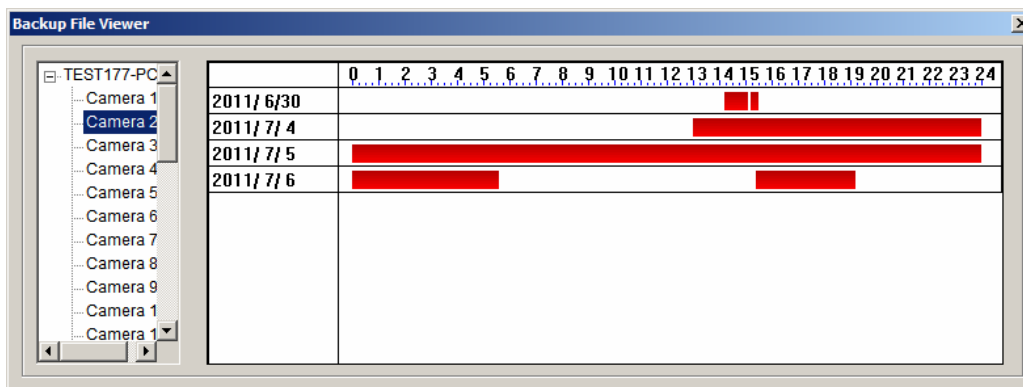 Backup File Viewer
TEST177-PC
Camera 1
Camera 2
Camera 3
Camera 4
Camera 5
Camera 6
Camera 7
Camera 8
Camera 9
Camera 1
Camera 1
0 1 2 3 4 5 6 7 8 9 10 11 12 13 14 15 16 17 18 19 20 21 22 23 24
2011/ 6/30
2011/ 7/ 4
2011/ 7/ 5
2011/ 7/ 6